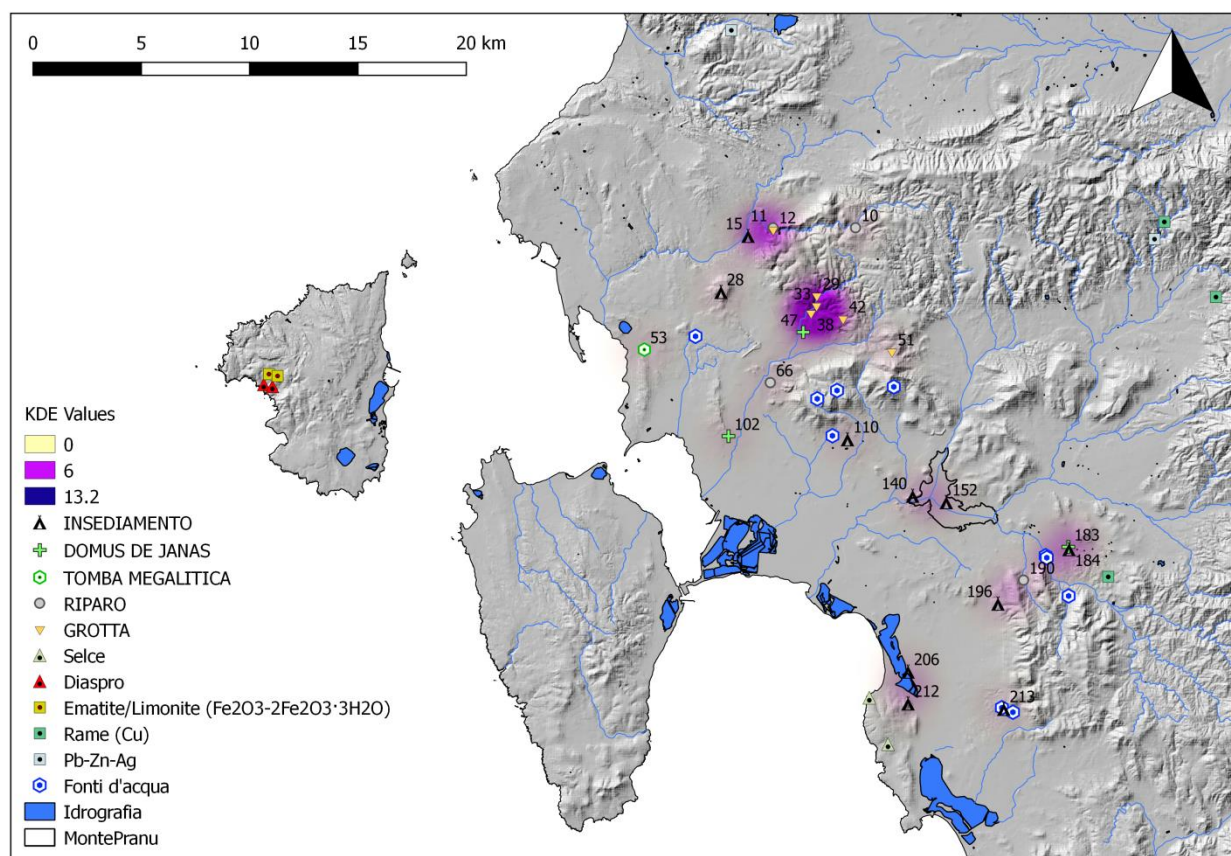 0 5 10 15 20 km
KDE Values
0
6
13.2
INSEDIAMENTO
DOMUS DE JANAS
TOMBA MEGALITICA
RIPARO
GROTTA
Selce
Diaspro
Ematite/Limonite (Fe2O3-2Fe2O3·3H2O)
Rame (Cu)
Pb-Zn-Ag
Fonti d'acqua
Idrografia
MontePranu
11 12 10
15
28
29
33
42
47 38
53
51
66
102
110
140 152
183
190 184
196
206
212
213